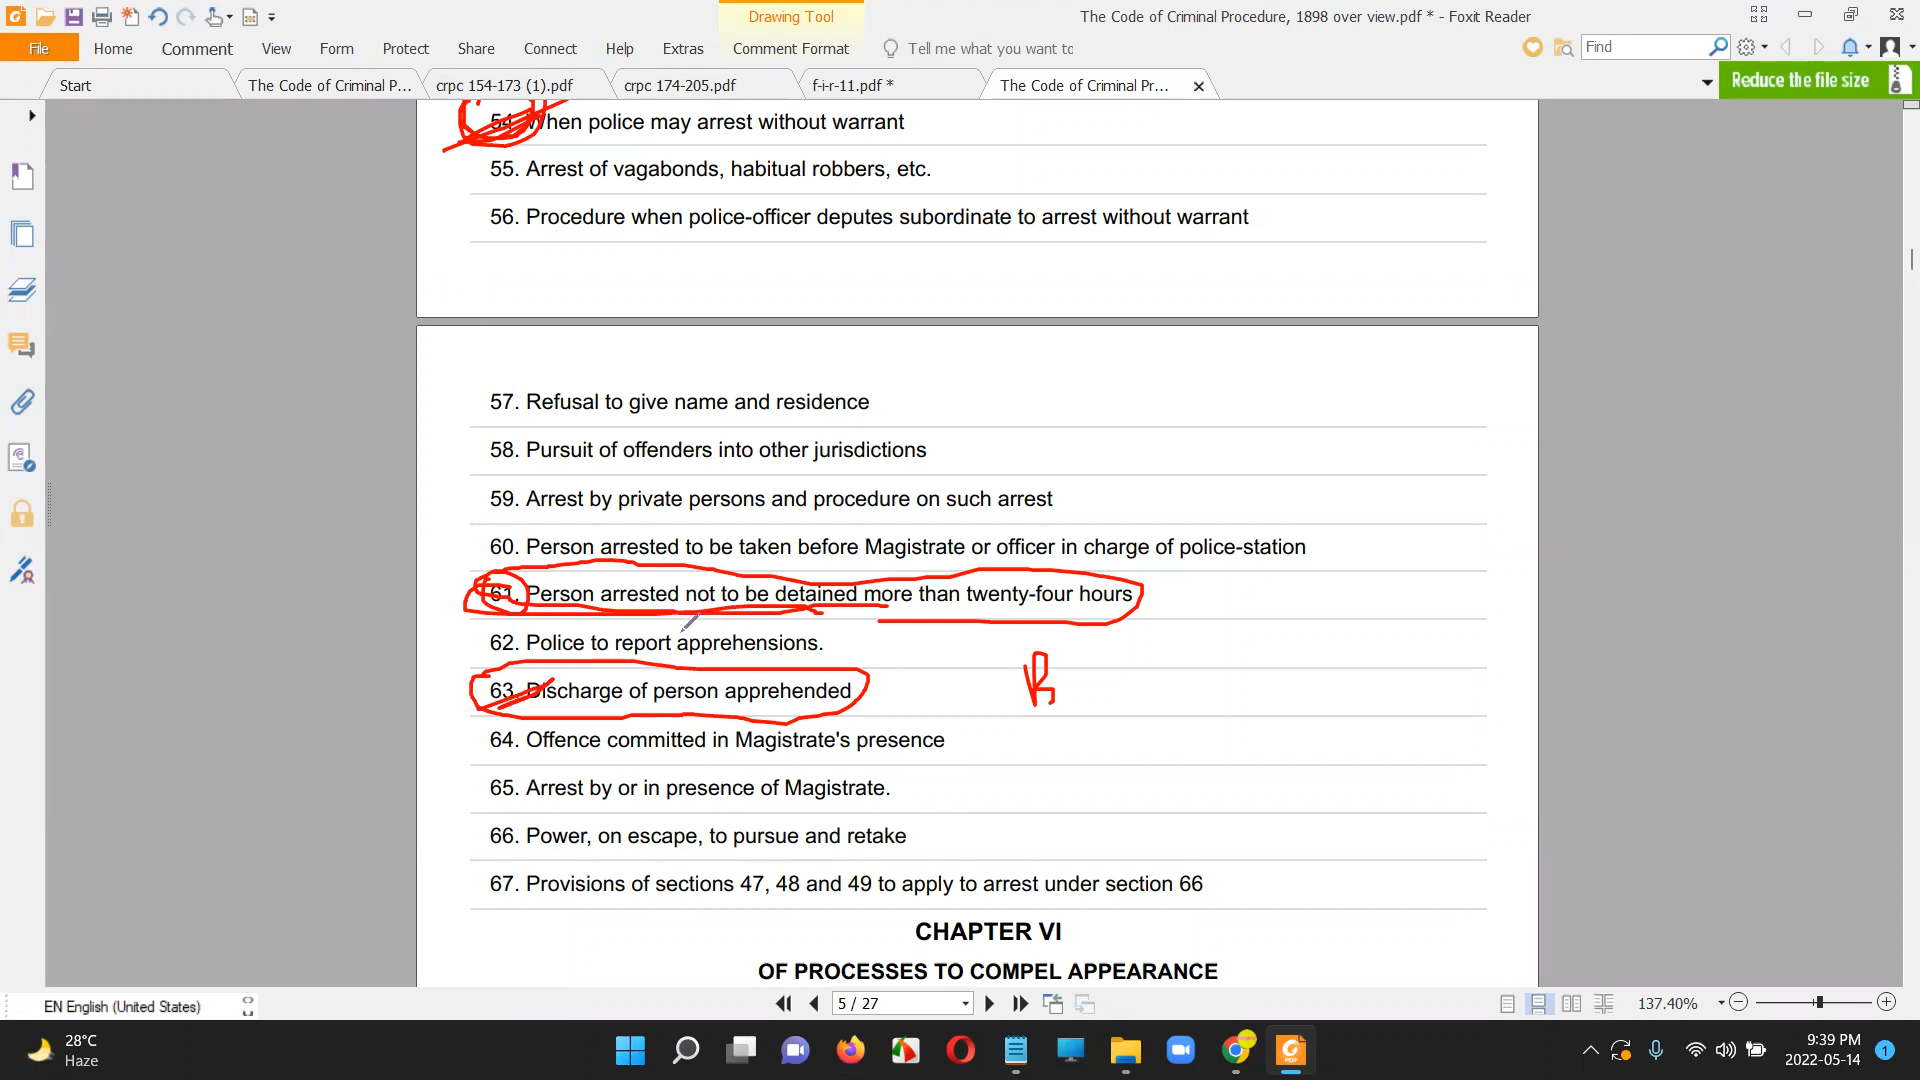 Drawing Tool
The Code of Criminal Procedure, 1898 over view.pdf * - Foxit Reader
File Home Comment View Form Protect Share Connect Help Extras Comment Format Tell me what you want to Find
Start The Code of Criminal P... crpc 154-173 (1).pdf crpc 174-205.pdf f-i-r-11.pdf * The Code of Criminal Pr... Reduce the file size
54. When police may arrest without warrant
55. Arrest of vagabonds, habitual robbers, etc.
56. Procedure when police-officer deputes subordinate to arrest without warrant
57. Refusal to give name and residence
58. Pursuit of offenders into other jurisdictions
59. Arrest by private persons and procedure on such arrest
60. Person arrested to be taken before Magistrate or officer in charge of police-station
61. Person arrested not to be detained more than twenty-four hours
62. Police to report apprehensions.
63. Discharge of person apprehended
64. Offence committed in Magistrate's presence
65. Arrest by or in presence of Magistrate.
66. Power, on escape, to pursue and retake
67. Provisions of sections 47, 48 and 49 to apply to arrest under section 66
CHAPTER VI
OF PROCESSES TO COMPEL APPEARANCE
EN English (United States) 5 / 27 137.40%
28°C
Haze
9:39 PM
2022-05-14
1